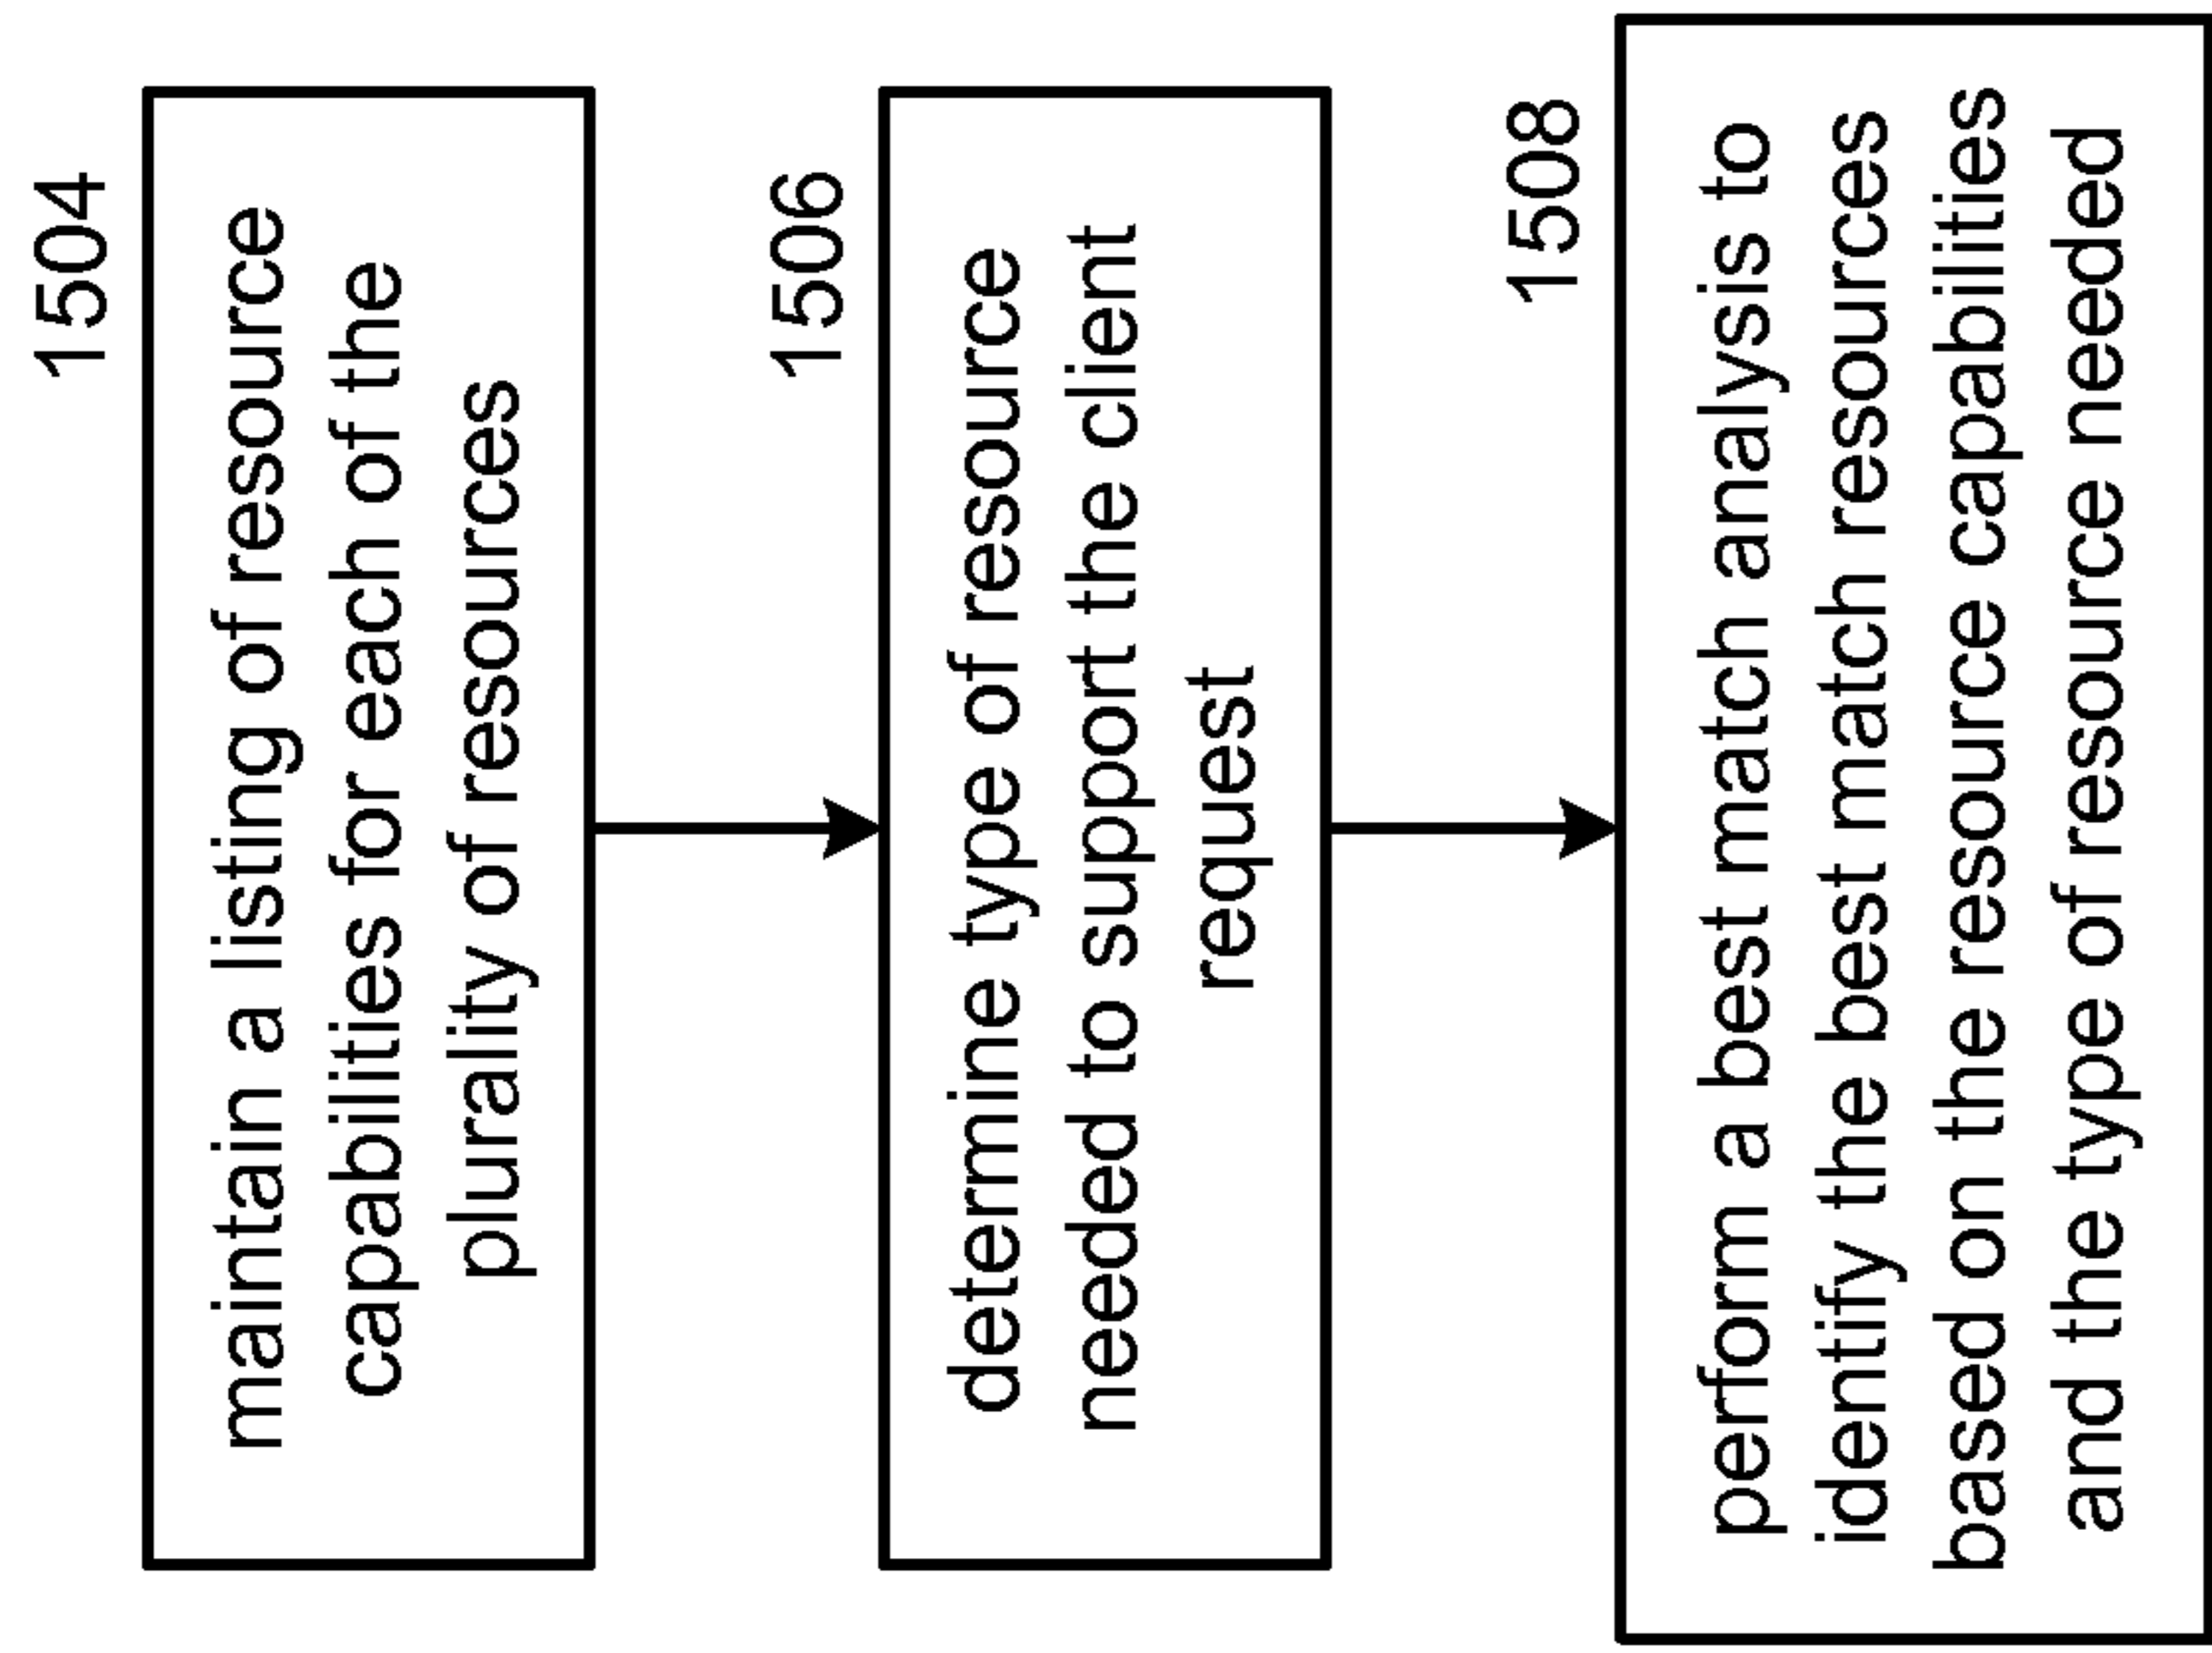 1504
maintain a listing of resource
capabilities for each of the
plurality of resources
1506
determine type of resource
needed to support the client
request
1508
perform a best match analysis to
identify the best match resources
based on the resource capabilities
and the type of resource needed